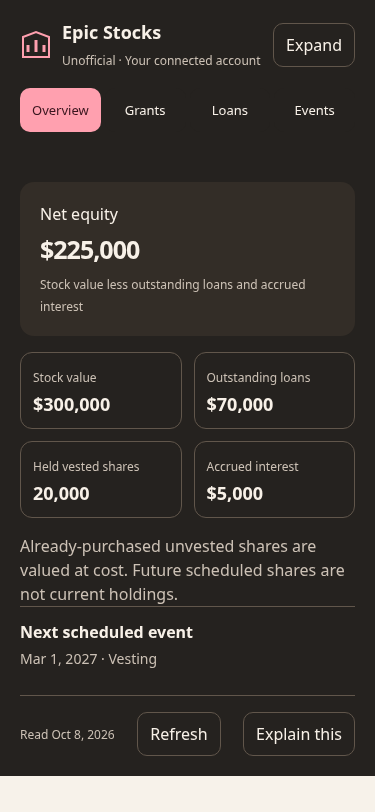 Epic Stocks
Unofficial · Your connected account
Expand
Overview
Grants
Loans
Events
Net equity
$225,000
Stock value less outstanding loans and accrued
interest
Stock value
$300,000
Outstanding loans
$70,000
Held vested shares
20,000
Accrued interest
$5,000
Already-purchased unvested shares are
valued at cost. Future scheduled shares are
not current holdings.
Next scheduled event
Mar 1, 2027 · Vesting
Read Oct 8, 2026
Refresh
Explain this